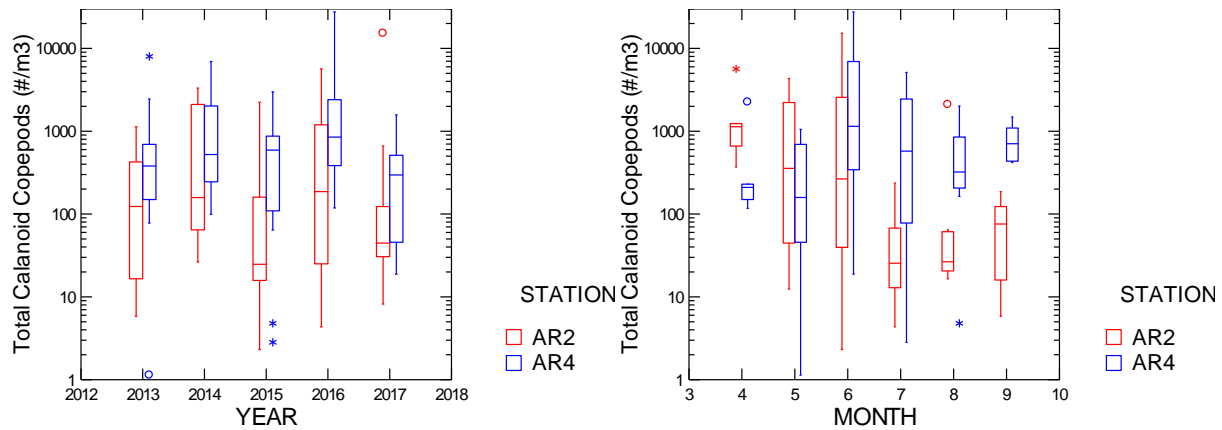 Total Calanoid Copepods (#/m3)
10000
1000
100
10
1
2012 2013 2014 2015 2016 2017 2018
YEAR
STATION
AR2
AR4
Total Calanoid Copepods (#/m3)
10000
1000
100
10
1
3 4 5 6 7 8 9 10
MONTH
STATION
AR2
AR4